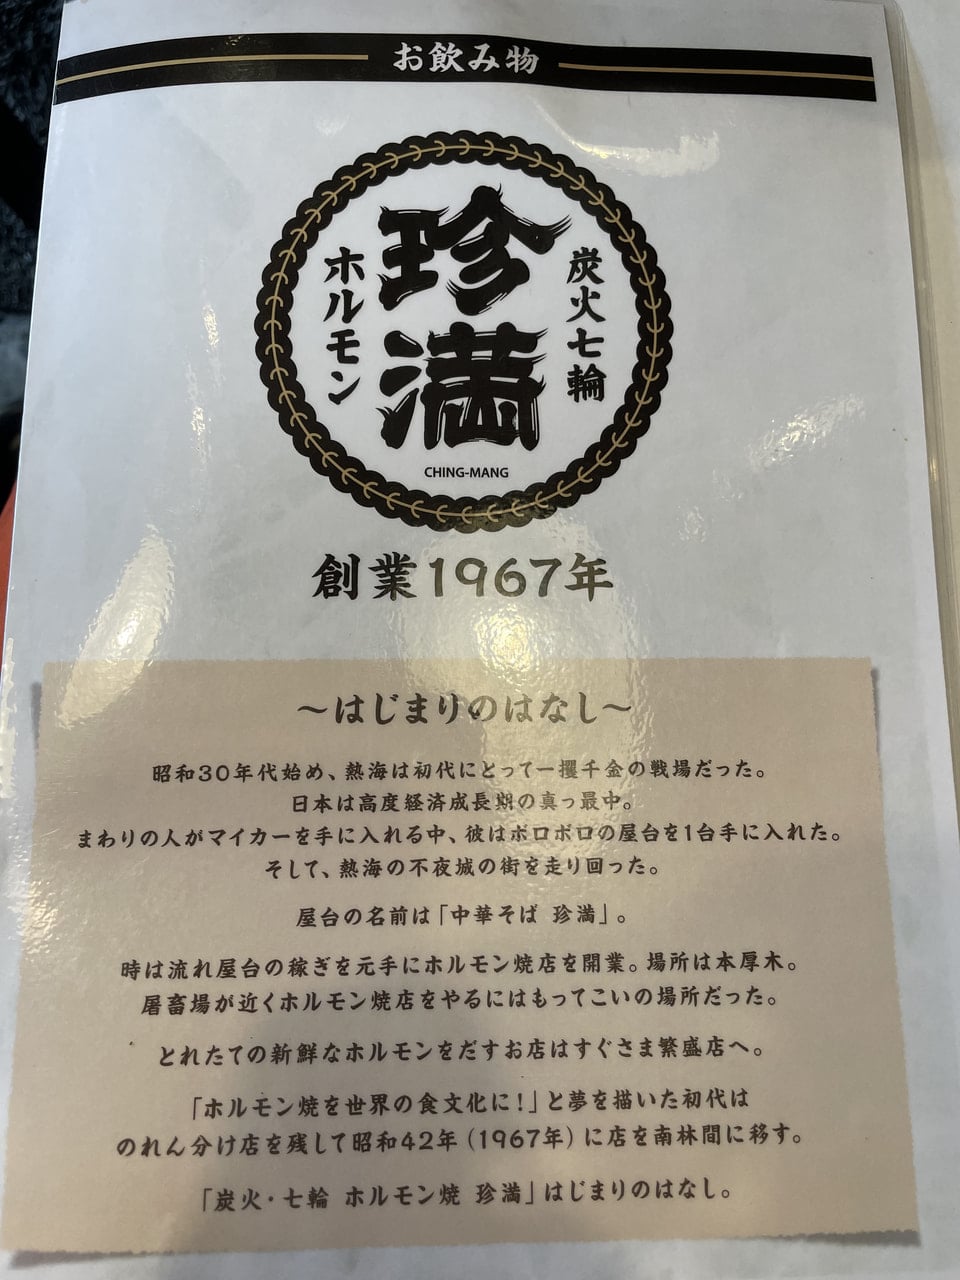 お飲み物
炭火七輪
珍満
ホルモン
CHING-MANG
創業1967年
〜はじまりのはなし〜
昭和30年代始め、熱海は初代にとって一攫千金の戦場だった。
日本は高度経済成長期の真っ最中。
まわりの人がマイカーを手に入れる中、彼はボロボロの屋台を1台手に入れた。
そして、熱海の不夜城の街を走り回った。
屋台の名前は「中華そば 珍満」。
時は流れ屋台の稼ぎを元手にホルモン焼店を開業。場所は本厚木。
屠畜場が近くホルモン焼店をやるにはもってこいの場所だった。
とれたての新鮮なホルモンをだすお店はすぐさま繁盛店へ。
「ホルモン焼を世界の食文化に!」と夢を描いた初代は
のれん分け店を残して昭和42年(1967年)に店を南林間に移す。
「炭火・七輪 ホルモン焼 珍満」はじまりのはなし。